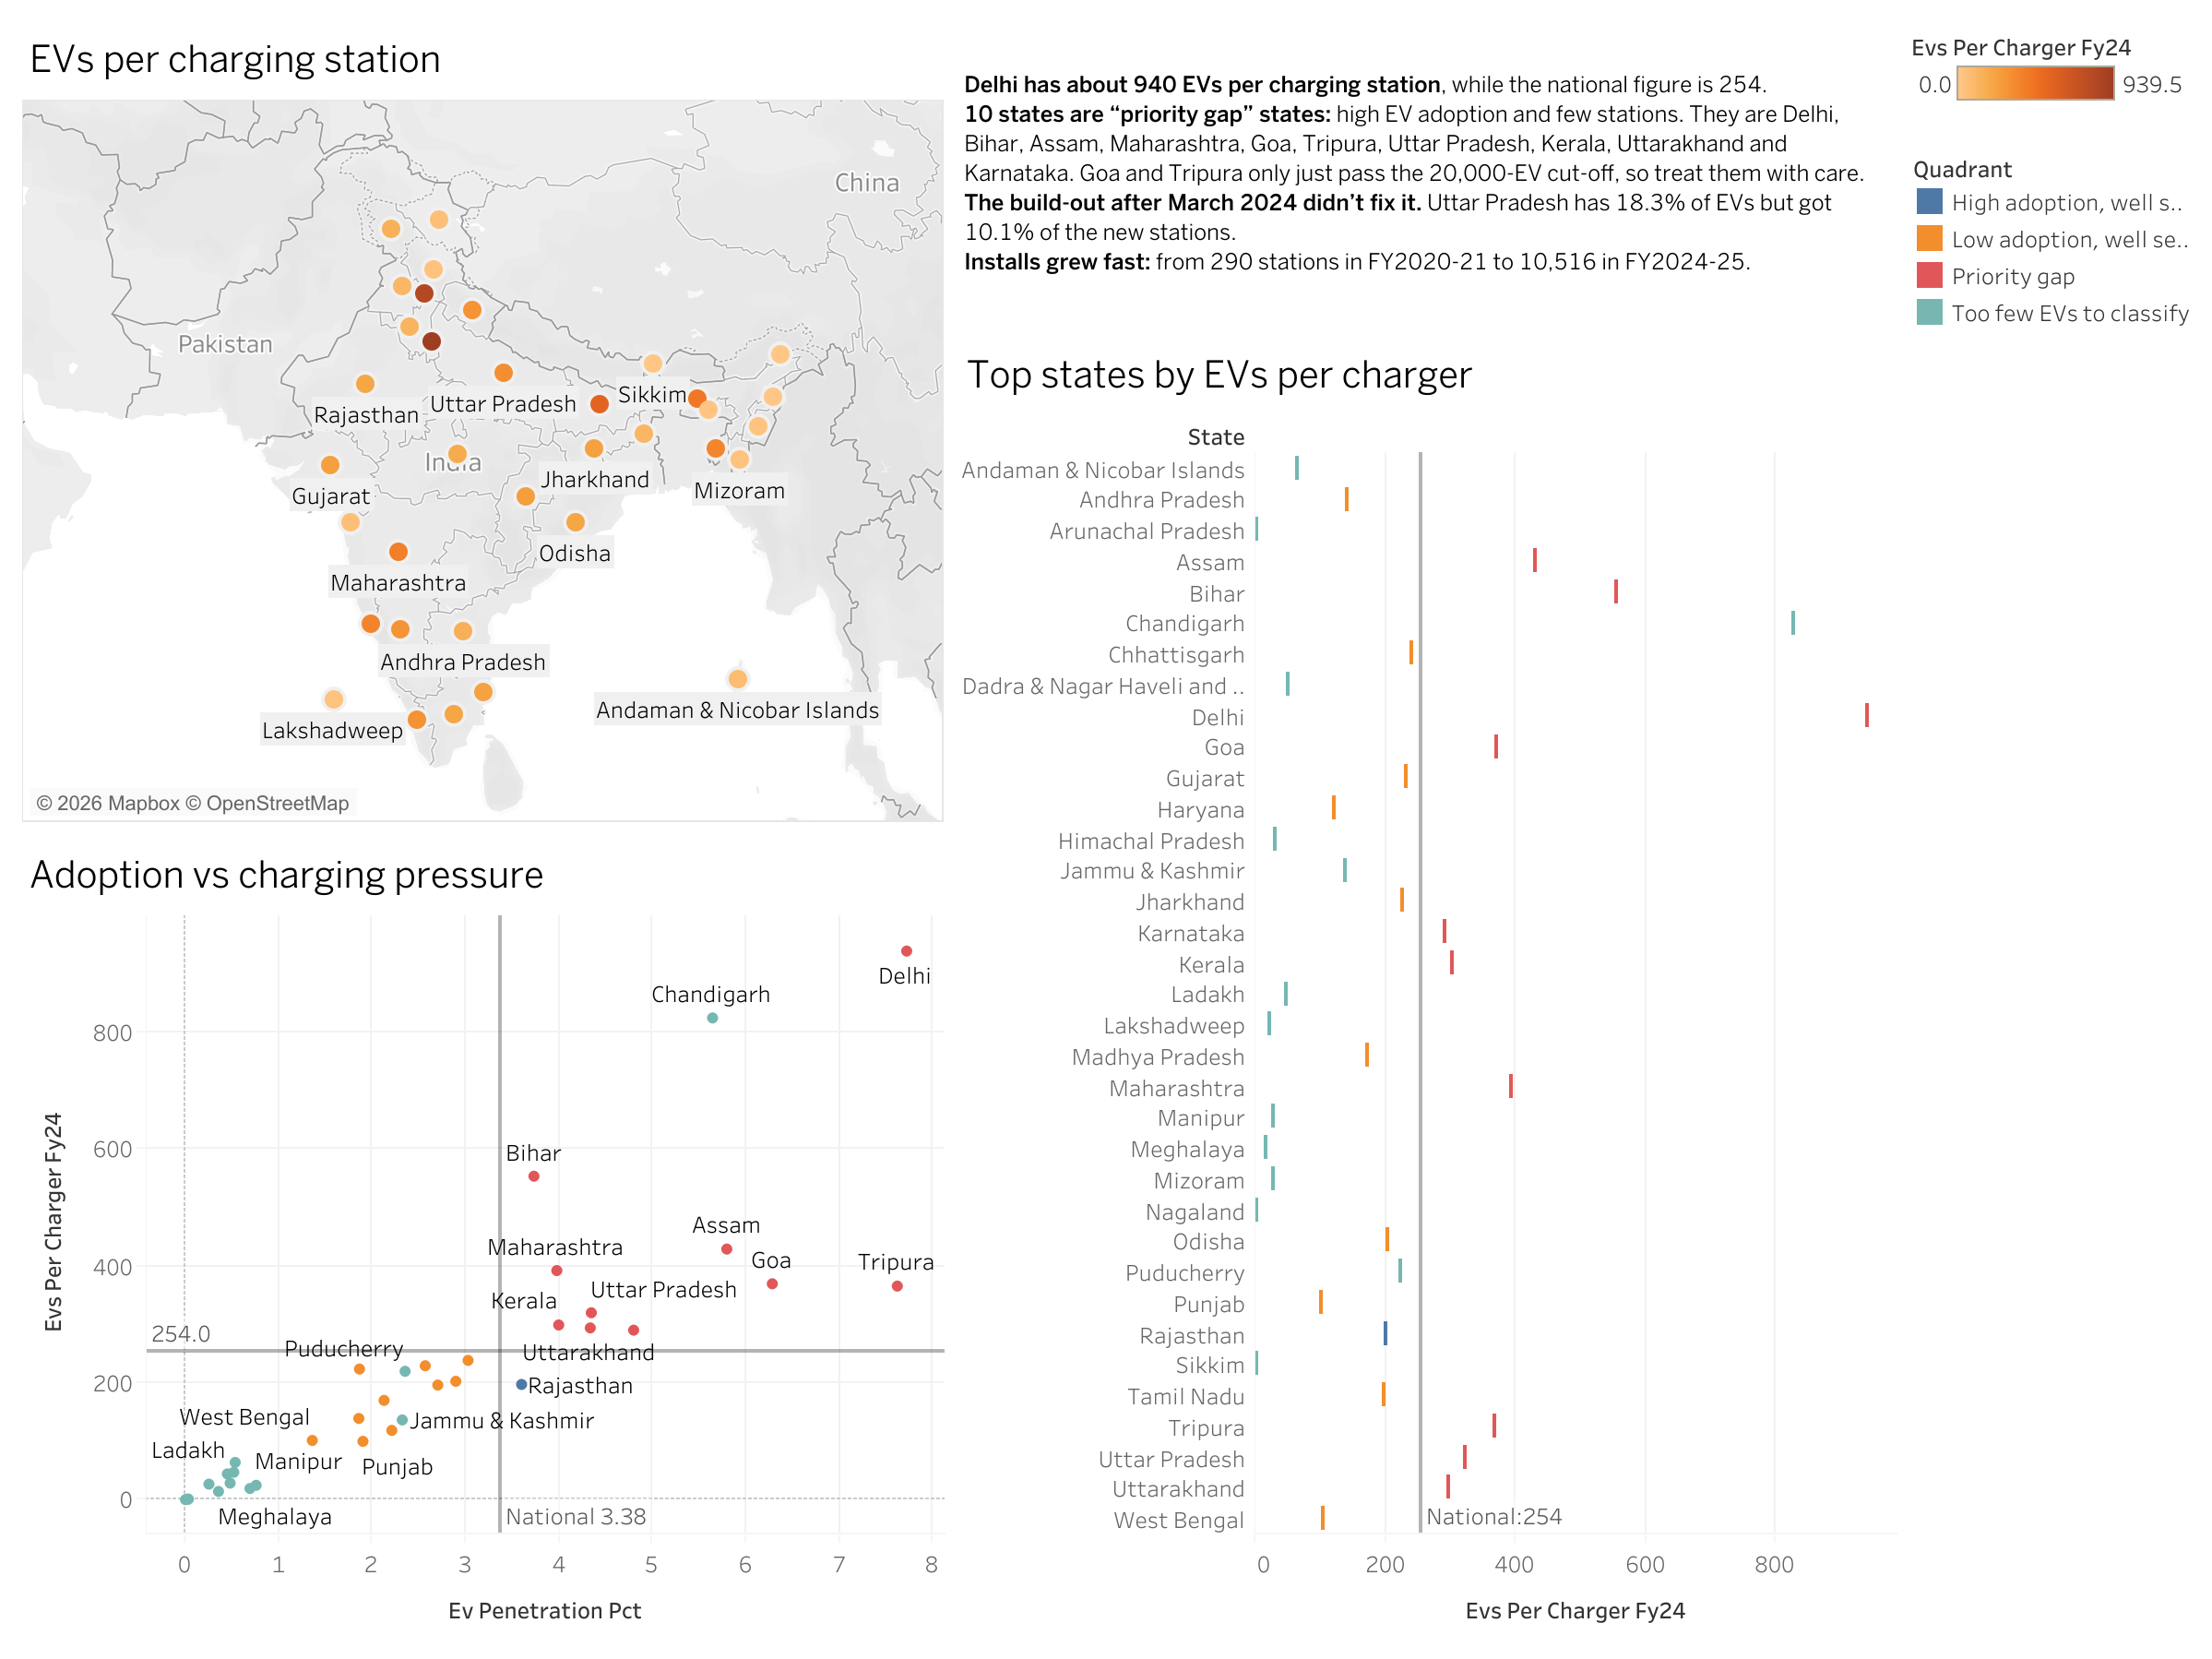 EVs per charging station
China
Pakistan
Sikkim
Rajasthan
Uttar Pradesh
India
Jharkhand
Gujarat
Mizoram
Odisha
Maharashtra
Andhra Pradesh
Andaman & Nicobar Islands
Lakshadweep
© 2026 Mapbox © OpenStreetMap
Delhi has about 940 EVs per charging station, while the national figure is 254.
10 states are “priority gap” states: high EV adoption and few stations. They are Delhi,
Bihar, Assam, Maharashtra, Goa, Tripura, Uttar Pradesh, Kerala, Uttarakhand and
Karnataka. Goa and Tripura only just pass the 20,000-EV cut-off, so treat them with care.
The build-out after March 2024 didn’t fix it. Uttar Pradesh has 18.3% of EVs but got
10.1% of the new stations.
Installs grew fast: from 290 stations in FY2020-21 to 10,516 in FY2024-25.
Evs Per Charger Fy24
0.0 939.5
Quadrant
High adoption, well s..
Low adoption, well se..
Priority gap
Too few EVs to classify
Adoption vs charging pressure
Evs Per Charger Fy24
800
600
400
200
0
254.0
Delhi
Chandigarh
Bihar
Assam
Maharashtra
Goa
Tripura
Uttar Pradesh
Kerala
Puducherry
Uttarakhand
Rajasthan
West Bengal
Jammu & Kashmir
Ladakh
Manipur
Punjab
Meghalaya
National 3.38
0 1 2 3 4 5 6 7 8
Ev Penetration Pct
Top states by EVs per charger
State
Andaman & Nicobar Islands
Andhra Pradesh
Arunachal Pradesh
Assam
Bihar
Chandigarh
Chhattisgarh
Dadra & Nagar Haveli and ..
Delhi
Goa
Gujarat
Haryana
Himachal Pradesh
Jammu & Kashmir
Jharkhand
Karnataka
Kerala
Ladakh
Lakshadweep
Madhya Pradesh
Maharashtra
Manipur
Meghalaya
Mizoram
Nagaland
Odisha
Puducherry
Punjab
Rajasthan
Sikkim
Tamil Nadu
Tripura
Uttar Pradesh
Uttarakhand
West Bengal
National:254
0 200 400 600 800
Evs Per Charger Fy24